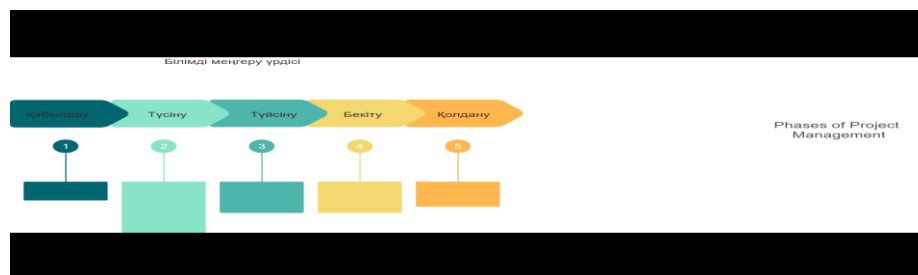 Білімді меңгеру үрдісі
Қабылдау
Түсіну
Түйсіну
Бекіту
Қолдану
1
2
3
4
5
Phases of Project
Management